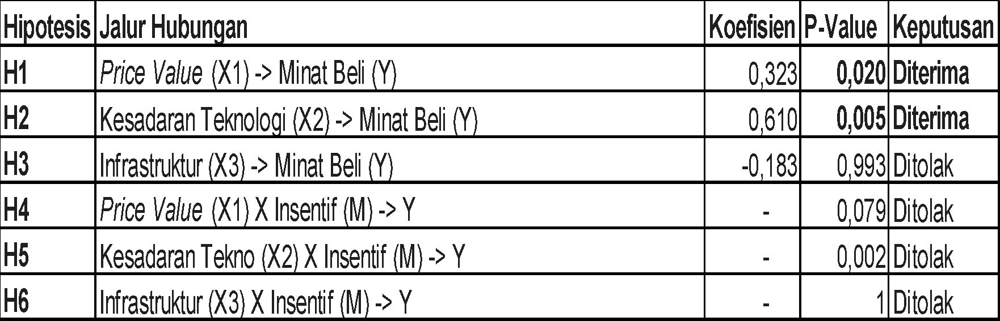 Hipotesis Jalur Hubungan Koefisien P-Value Keputusan
H1 Price Value (X1) -> Minat Beli (Y) 0,323 0,020 Diterima
H2 Kesadaran Teknologi (X2) -> Minat Beli (Y) 0,610 0,005 Diterima
H3 Infrastruktur (X3) -> Minat Beli (Y) -0,183 0,993 Ditolak
H4 Price Value (X1) X Insentif (M) -> Y - 0,079 Ditolak
H5 Kesadaran Tekno (X2) X Insentif (M) -> Y - 0,002 Ditolak
H6 Infrastruktur (X3) X Insentif (M) -> Y - 1 Ditolak